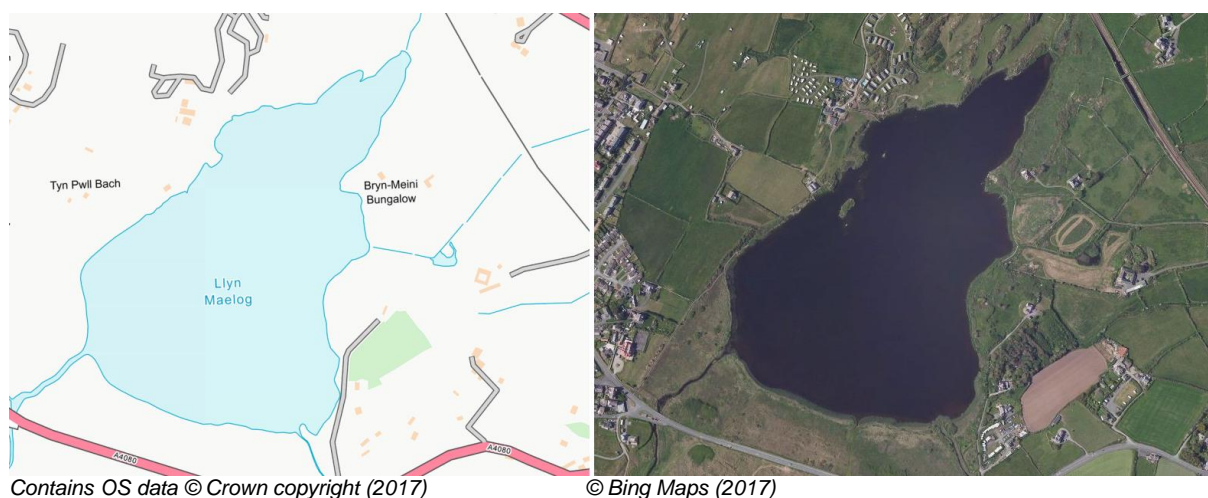 Tyn Pwll Bach
Bryn-Meini
Bungalow
Llyn
Maelog
A4080
A4080
Contains OS data © Crown copyright (2017)
© Bing Maps (2017)